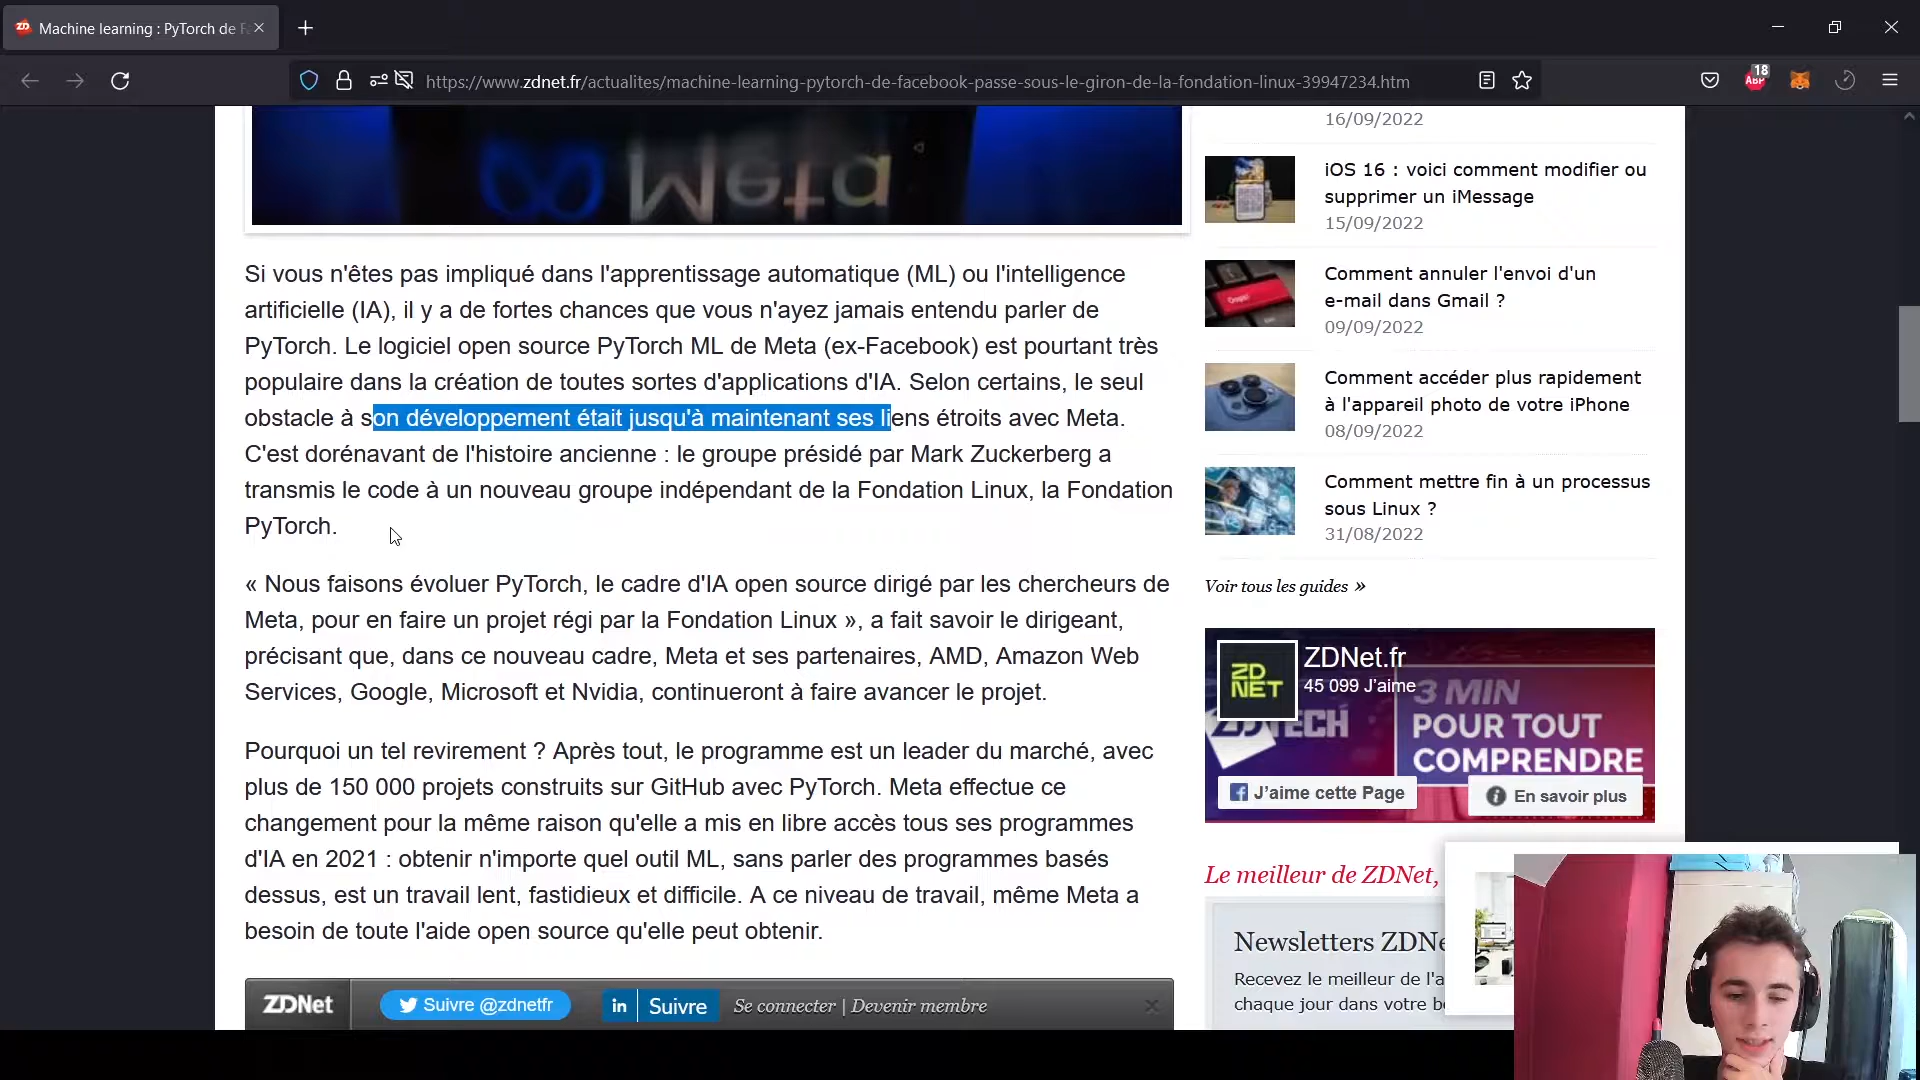 Machine learning : PyTorch de F
https://www.zdnet.fr/actualites/machine-learning-pytorch-de-facebook-passe-sous-le-giron-de-la-fondation-linux-39947234.htm
18
ABP
Meta
Si vous n'êtes pas impliqué dans l'apprentissage automatique (ML) ou l'intelligence
artificielle (IA), il y a de fortes chances que vous n'ayez jamais entendu parler de
PyTorch. Le logiciel open source PyTorch ML de Meta (ex-Facebook) est pourtant très
populaire dans la création de toutes sortes d'applications d'IA. Selon certains, le seul
obstacle à son développement était jusqu'à maintenant ses liens étroits avec Meta.
C'est dorénavant de l'histoire ancienne : le groupe présidé par Mark Zuckerberg a
transmis le code à un nouveau groupe indépendant de la Fondation Linux, la Fondation
PyTorch.
« Nous faisons évoluer PyTorch, le cadre d'IA open source dirigé par les chercheurs de
Meta, pour en faire un projet régi par la Fondation Linux », a fait savoir le dirigeant,
précisant que, dans ce nouveau cadre, Meta et ses partenaires, AMD, Amazon Web
Services, Google, Microsoft et Nvidia, continueront à faire avancer le projet.
Pourquoi un tel revirement ? Après tout, le programme est un leader du marché, avec
plus de 150 000 projets construits sur GitHub avec PyTorch. Meta effectue ce
changement pour la même raison qu'elle a mis en libre accès tous ses programmes
d'IA en 2021 : obtenir n'importe quel outil ML, sans parler des programmes basés
dessus, est un travail lent, fastidieux et difficile. A ce niveau de travail, même Meta a
besoin de toute l'aide open source qu'elle peut obtenir.
ZDNet
Suivre @zdnetfr
in Suivre
Se connecter | Devenir membre
16/09/2022
iOS 16 : voici comment modifier ou
supprimer un iMessage
15/09/2022
Comment annuler l'envoi d'un
e-mail dans Gmail ?
09/09/2022
Comment accéder plus rapidement
à l'appareil photo de votre iPhone
08/09/2022
Comment mettre fin à un processus
sous Linux ?
31/08/2022
Voir tous les guides »
ZD
NET
ZDNet.fr
45 099 J'aime
3 MIN
POUR TOUT
COMPRENDRE
ZDTECH
J'aime cette Page
En savoir plus
Le meilleur de ZDNet,
Newsletters ZDNe
Recevez le meilleur de l'a
chaque jour dans votre b